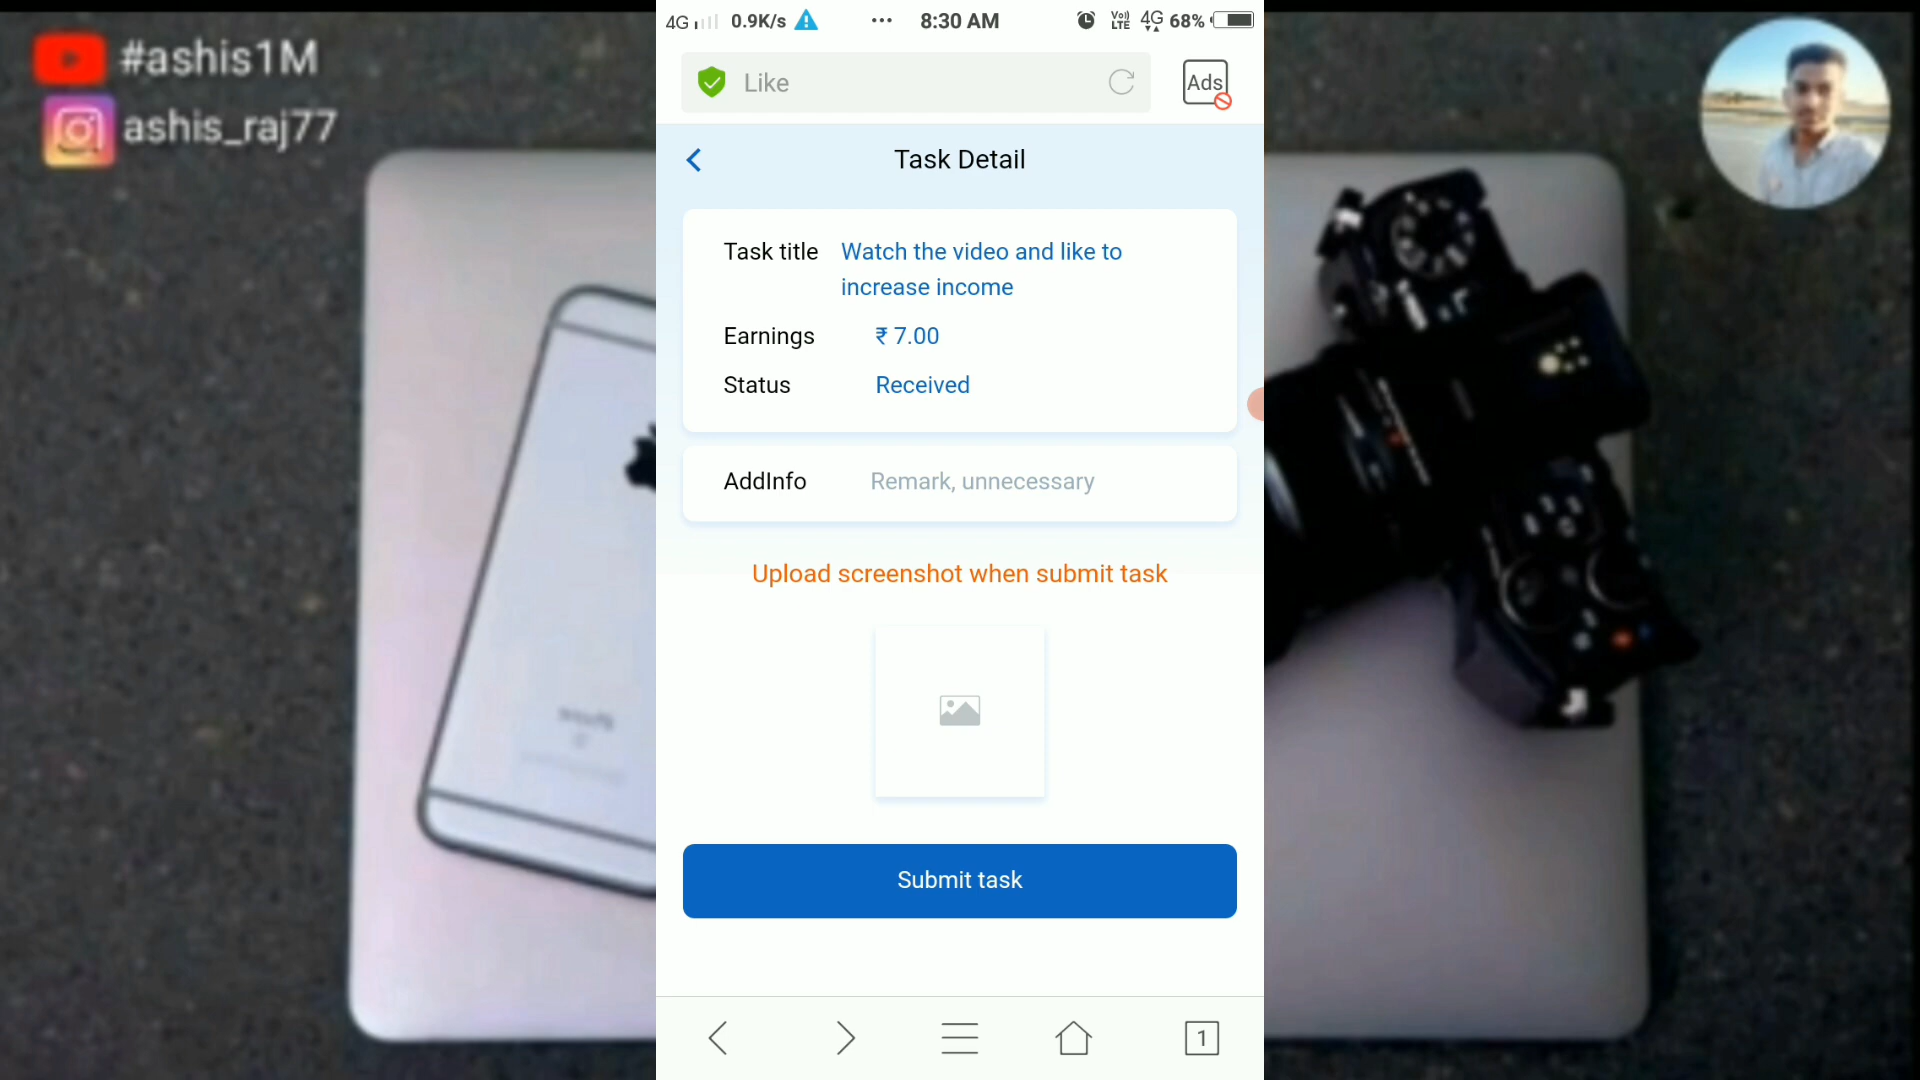 #ashis1M
ashis_raj77
4G 0.9K/s ... 8:30 AM VoLTE 4G 68%
Like
Ads
Task Detail
Task title Watch the video and like to
increase income
Earnings ₹ 7.00
Status Received
AddInfo Remark, unnecessary
Upload screenshot when submit task
Submit task
1